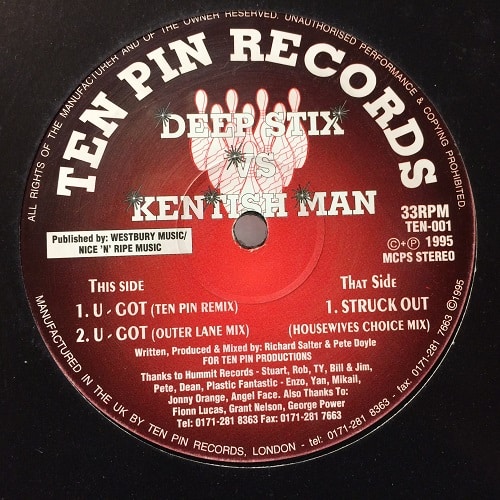 ALL RIGHTS OF THE MANUFACTURER AND OF THE OWNER RESERVED. UNAUTHORISED PERFORMANCE & COPYING PROHIBITED.
TEN PIN RECORDS
DEEP STIX
VS
KENTISH MAN
33RPM
TEN-001
Published by: WESTBURY MUSIC/
NICE 'N' RIPE MUSIC
©+℗ 1995
MCPS STEREO
THIS SIDE
1. U - GOT (TEN PIN REMIX)
2. U - GOT (OUTER LANE MIX)
THAT SIDE
1. STRUCK OUT
(HOUSEWIVES CHOICE MIX)
Written, Produced & Mixed by: Richard Salter & Pete Doyle
FOR TEN PIN PRODUCTIONS
Thanks to Hummit Records - Stuart, Rob, TY, Bill & Jim,
Pete, Dean, Plastic Fantastic - Enzo, Yan, Mikail,
Jonny Orange, Angel Face. Also Thanks To:
Fionn Lucas, Grant Nelson, George Power
Tel: 0171-281 8363 Fax: 0171-281 7663
MANUFACTURED IN THE UK BY TEN PIN RECORDS, LONDON - tel: 0171-281 8363 - fax: 0171-281 7663 ©1995